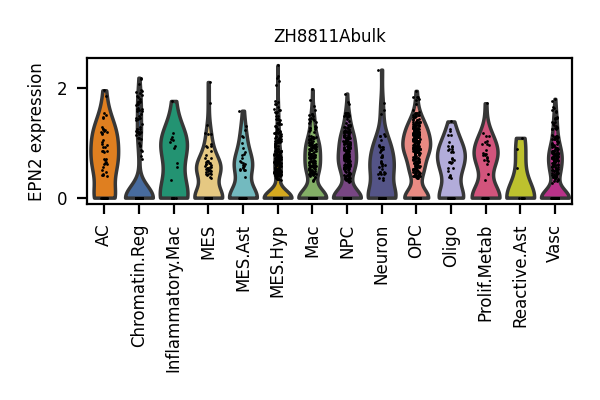 ZH8811Abulk
EPN2 expression
2
0
AC
Chromatin.Reg
Inflammatory.Mac
MES
MES.Ast
MES.Hyp
Mac
NPC
Neuron
OPC
Oligo
Prolif.Metab
Reactive.Ast
Vasc